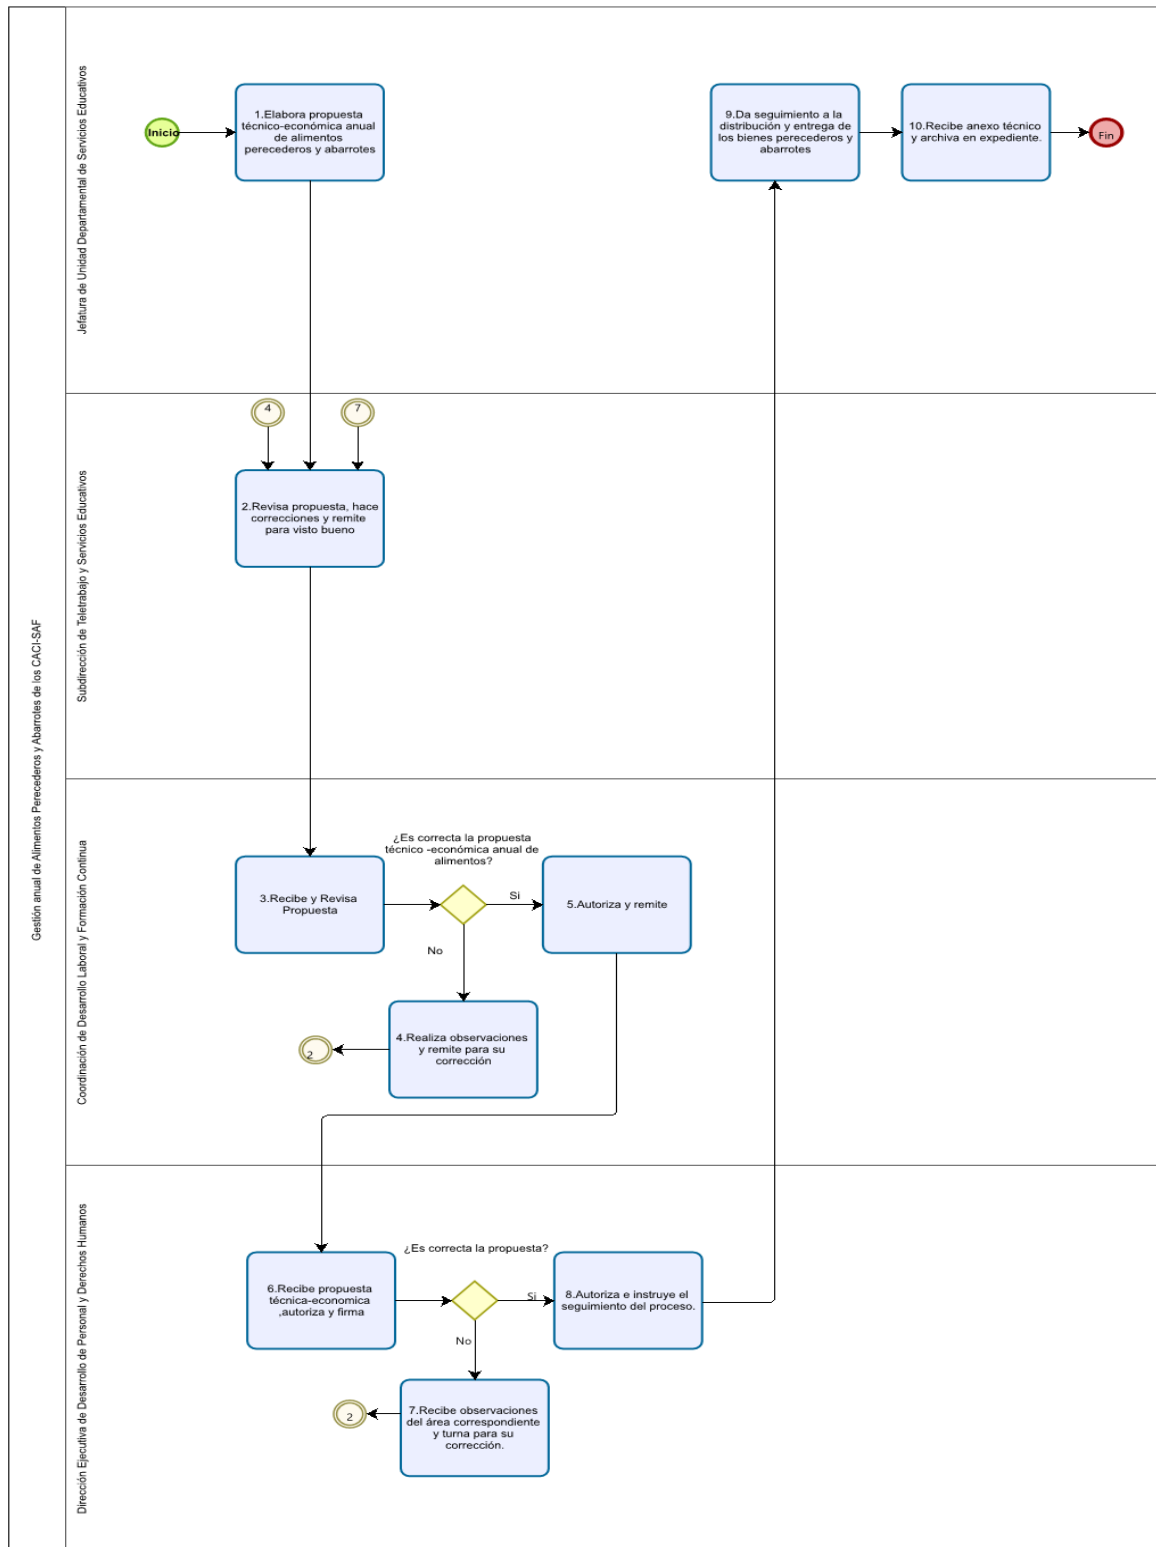 Gestión anual de Alimentos Perecederos y Abarrotes de los CACI-SAF
Jefatura de Unidad Departamental de Servicios Educativos
Inicio
1.Elabora propuesta
técnico-económica anual
de alimentos
perecederos y abarrotes
9.Da seguimiento a la
distribución y entrega de
los bienes perecederos y
abarrotes
10.Recibe anexo técnico
y archiva en expediente.
Fin
Subdirección de Teletrabajo y Servicios Educativos
4
7
2.Revisa propuesta, hace
correcciones y remite
para visto bueno
Coordinación de Desarrollo Laboral y Formación Continua
3.Recibe y Revisa
Propuesta
¿Es correcta la propuesta
técnico -económica anual de
alimentos?
Si
5.Autoriza y remite
No
4.Realiza observaciones
y remite para su
corrección
2
Dirección Ejecutiva de Desarrollo de Personal y Derechos Humanos
6.Recibe propuesta
técnica-economica
,autoriza y firma
¿Es correcta la propuesta?
Si
8.Autoriza e instruye el
seguimiento del proceso.
No
7.Recibe observaciones
del área correspondiente
y turna para su
corrección.
2